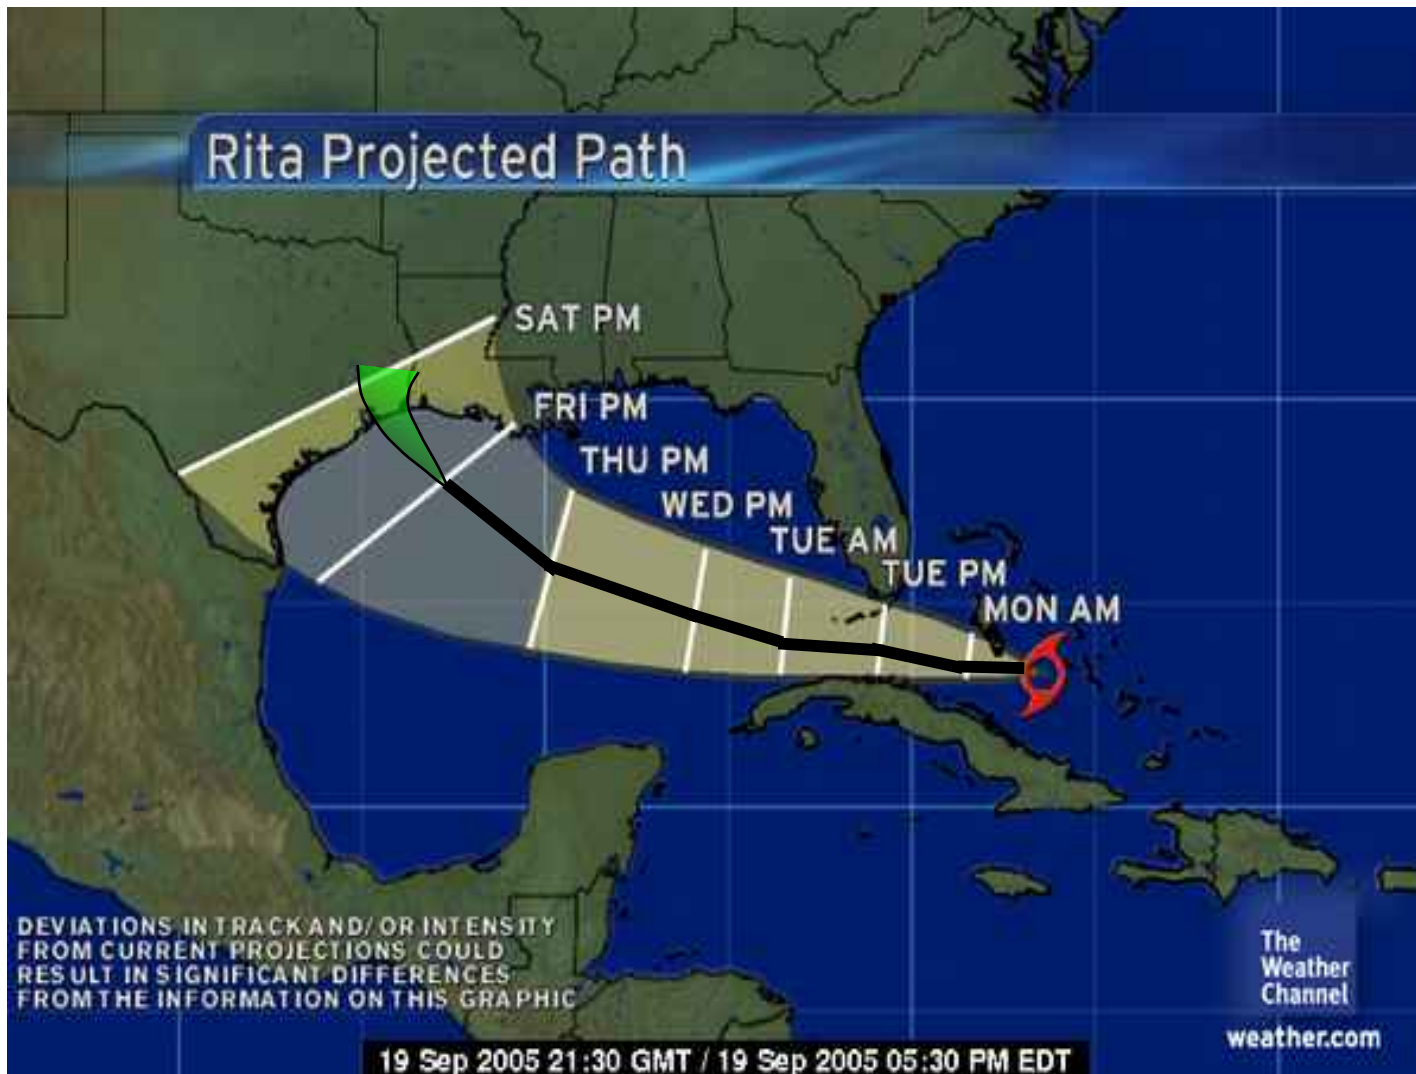 Rita Projected Path
SAT PM
FRI PM
THU PM
WED PM
TUE AM
TUE PM
MON AM
DEVIATIONS IN TRACK AND/OR INTENSITY
FROM CURRENT PROJECTIONS COULD
RESULT IN SIGNIFICANT DIFFERENCES
FROM THE INFORMATION ON THIS GRAPHIC
The
Weather
Channel
weather.com
19 Sep 2005 21:30 GMT / 19 Sep 2005 05:30 PM EDT